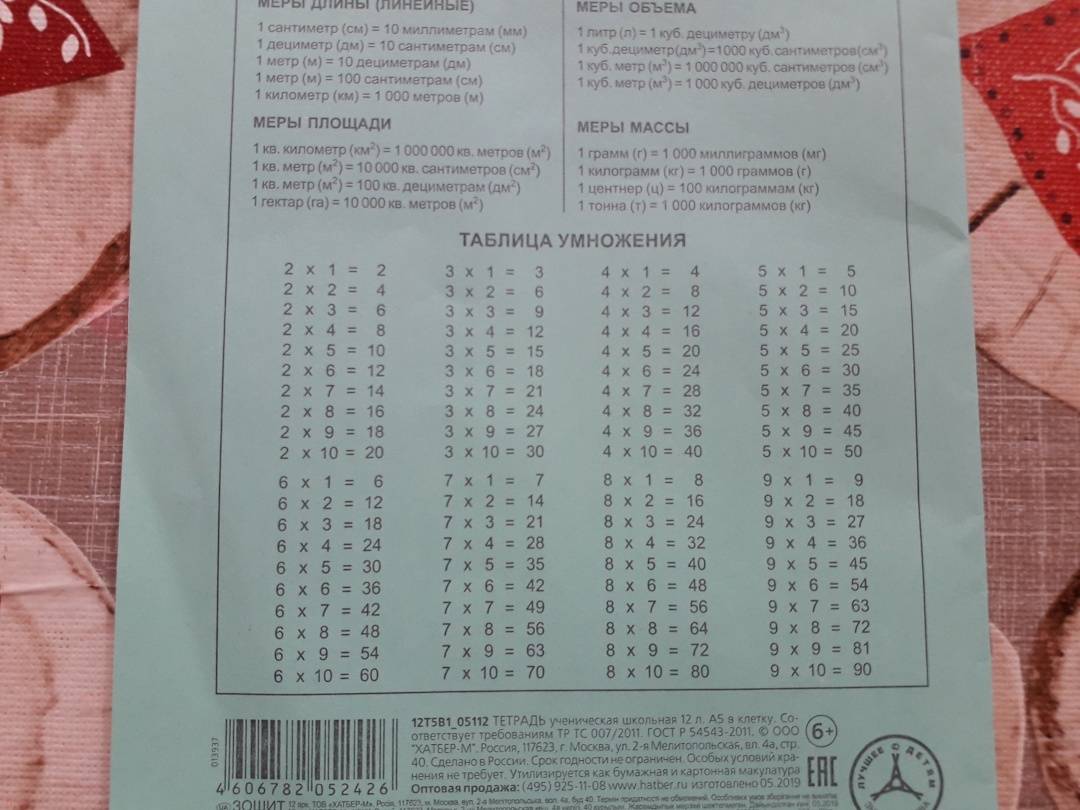 МЕРЫ ДЛИНЫ (ЛИНЕЙНЫЕ)
1 сантиметр (см) = 10 миллиметрам (мм)
1 дециметр (дм) = 10 сантиметрам (см)
1 метр (м) = 10 дециметрам (дм)
1 метр (м) = 100 сантиметрам (см)
1 километр (км) = 1 000 метров (м)
МЕРЫ ПЛОЩАДИ
1 кв. километр (км²) = 1 000 000 кв. метров (м²)
1 кв. метр (м²) = 10 000 кв. сантиметров (см²)
1 кв. метр (м²) = 100 кв. дециметрам (дм²)
1 гектар (га) = 10 000 кв. метров (м²)
МЕРЫ ОБЪЕМА
1 литр (л) = 1 куб. дециметру (дм³)
1 куб.дециметр(дм³)=1000 куб. сантиметров(см³)
1 куб. метр (м³) = 1 000 000 куб. сантиметров (см³)
1 куб. метр (м³) = 1 000 куб. дециметров (дм³)
МЕРЫ МАССЫ
1 грамм (г) = 1 000 миллиграммов (мг)
1 килограмм (кг) = 1 000 граммов (г)
1 центнер (ц) = 100 килограммам (кг)
1 тонна (т) = 1 000 килограммов (кг)
ТАБЛИЦА УМНОЖЕНИЯ
2 x 1 = 2 3 x 1 = 3 4 x 1 = 4 5 x 1 = 5
2 x 2 = 4 3 x 2 = 6 4 x 2 = 8 5 x 2 = 10
2 x 3 = 6 3 x 3 = 9 4 x 3 = 12 5 x 3 = 15
2 x 4 = 8 3 x 4 = 12 4 x 4 = 16 5 x 4 = 20
2 x 5 = 10 3 x 5 = 15 4 x 5 = 20 5 x 5 = 25
2 x 6 = 12 3 x 6 = 18 4 x 6 = 24 5 x 6 = 30
2 x 7 = 14 3 x 7 = 21 4 x 7 = 28 5 x 7 = 35
2 x 8 = 16 3 x 8 = 24 4 x 8 = 32 5 x 8 = 40
2 x 9 = 18 3 x 9 = 27 4 x 9 = 36 5 x 9 = 45
2 x 10 = 20 3 x 10 = 30 4 x 10 = 40 5 x 10 = 50
6 x 1 = 6 7 x 1 = 7 8 x 1 = 8 9 x 1 = 9
6 x 2 = 12 7 x 2 = 14 8 x 2 = 16 9 x 2 = 18
6 x 3 = 18 7 x 3 = 21 8 x 3 = 24 9 x 3 = 27
6 x 4 = 24 7 x 4 = 28 8 x 4 = 32 9 x 4 = 36
6 x 5 = 30 7 x 5 = 35 8 x 5 = 40 9 x 5 = 45
6 x 6 = 36 7 x 6 = 42 8 x 6 = 48 9 x 6 = 54
6 x 7 = 42 7 x 7 = 49 8 x 7 = 56 9 x 7 = 63
6 x 8 = 48 7 x 8 = 56 8 x 8 = 64 9 x 8 = 72
6 x 9 = 54 7 x 9 = 63 8 x 9 = 72 9 x 9 = 81
6 x 10 = 60 7 x 10 = 70 8 x 10 = 80 9 x 10 = 90
013937
4 606782 052426
12Т5В1_05112 ТЕТРАДЬ ученическая школьная 12 л. А5 в клетку. Со-
ответствует требованиям ТР ТС 007/2011. ГОСТ Р 54543-2011. © ООО
"ХАТБЕР-М". Россия, 117623, г. Москва, ул. 2-я Мелитопольская, вл. 4а, стр.
40. Сделано в России. Срок годности не ограничен. Особых условий хра-
нения не требует. Утилизируется как бумажная и картонная макулатура
Оптовая продажа: (495) 925-11-08 www.hatber.ru изготовлено 05.2019
6+
EAC
ЛУЧШЕЕ ДЕТЯМ
UA ЗОШИТ 12 арк. ТОВ «ХАТБЕР-М». Росія, 117623, м. Москва, вул. 2-а Мелітопольська, вл. 4а, буд 40.